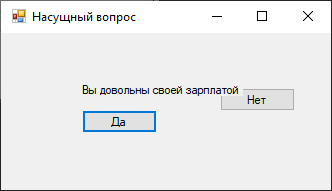 Насущный вопрос
Вы довольны своей зарплатой
Нет
Да